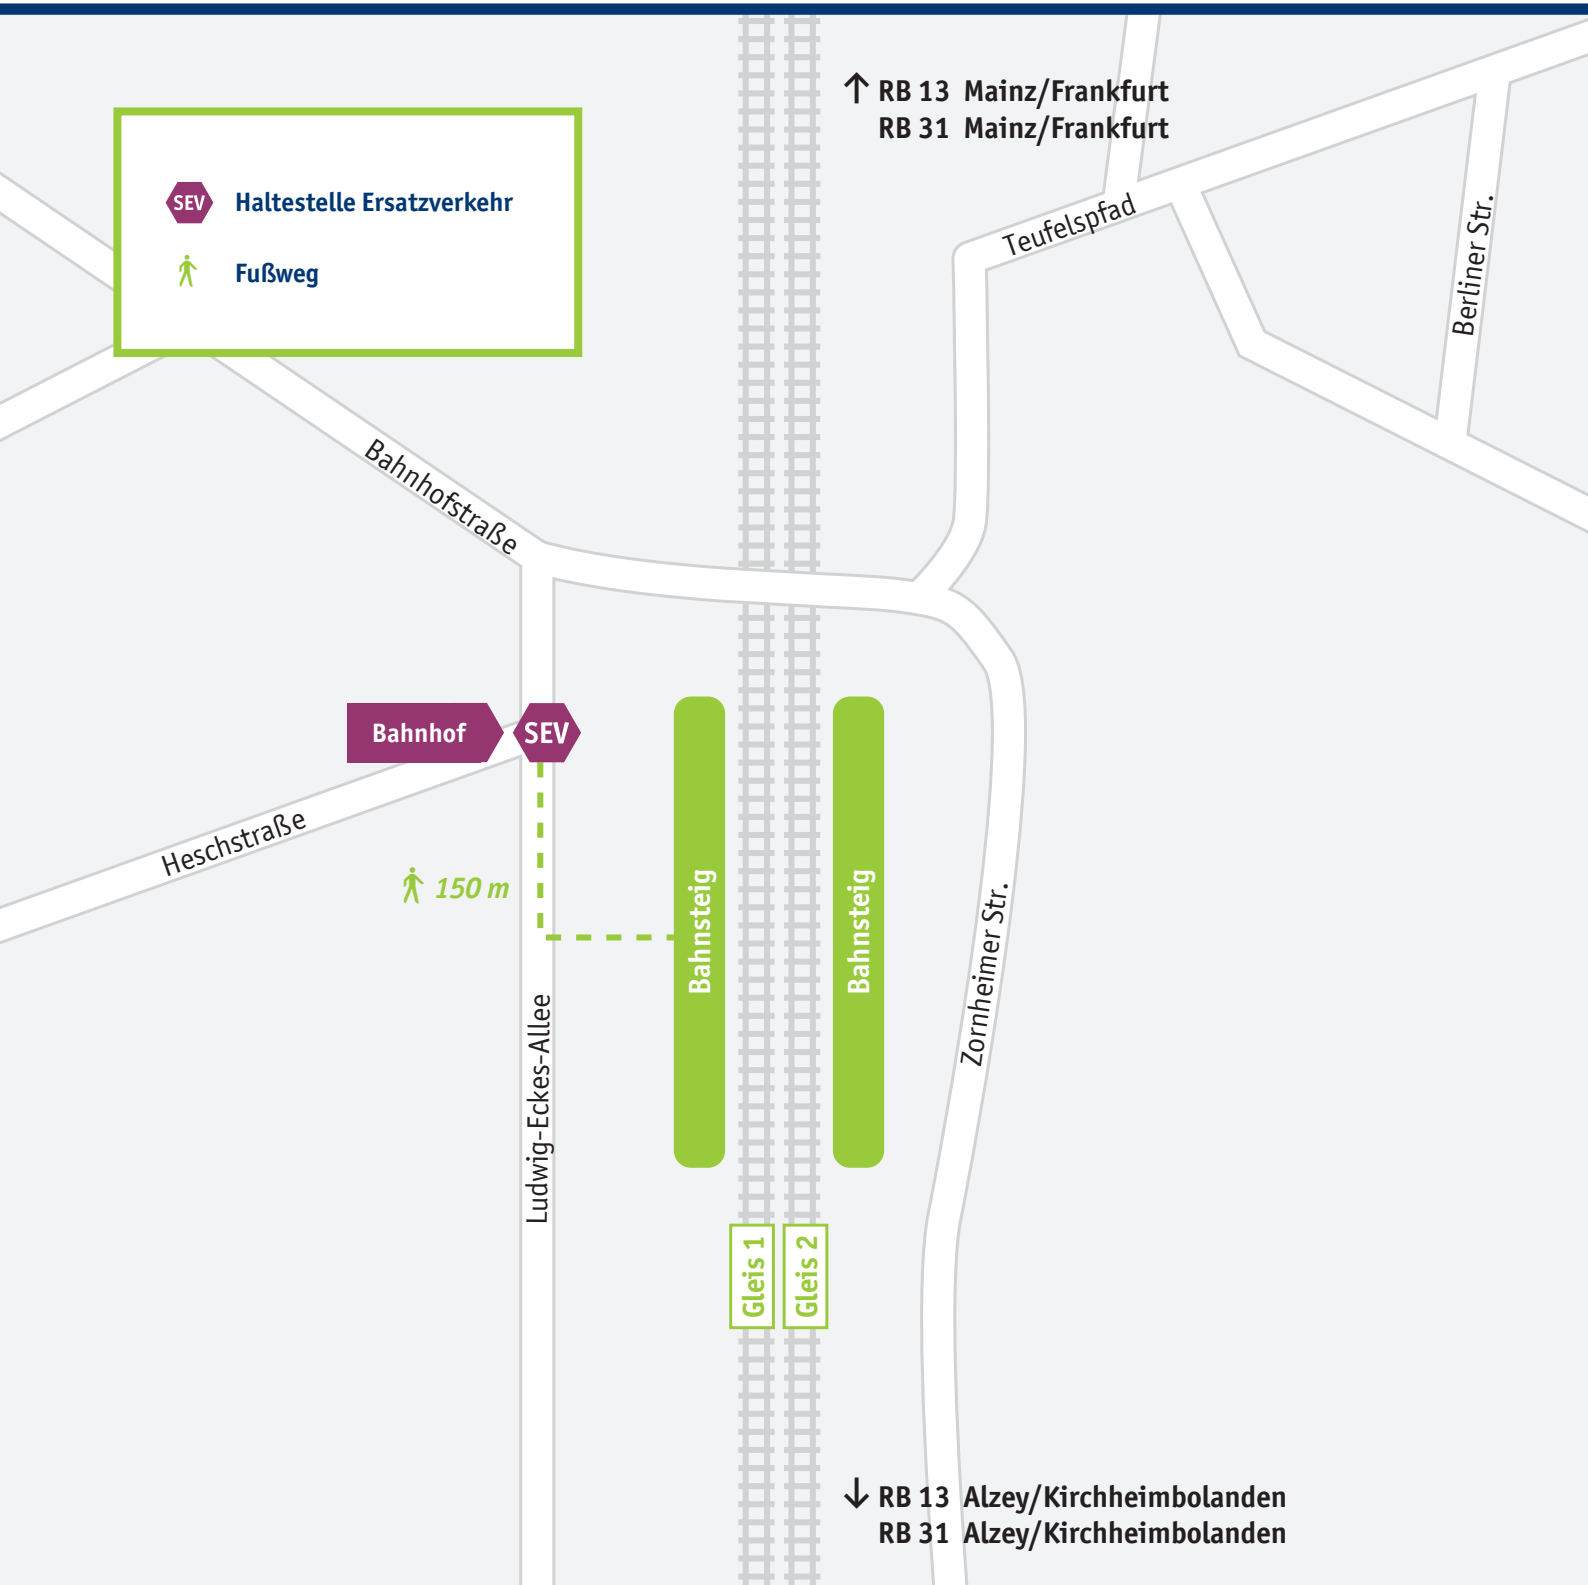 ↑ RB 13 Mainz/Frankfurt
RB 31 Mainz/Frankfurt
SEV Haltestelle Ersatzverkehr
Fußweg
Teufelspfad
Berliner Str.
Bahnhofstraße
Bahnhof
SEV
Heschstraße
150 m
Bahnsteig
Bahnsteig
Zornheimer Str.
Ludwig-Eckes-Allee
Gleis 1
Gleis 2
↓ RB 13 Alzey/Kirchheimbolanden
RB 31 Alzey/Kirchheimbolanden